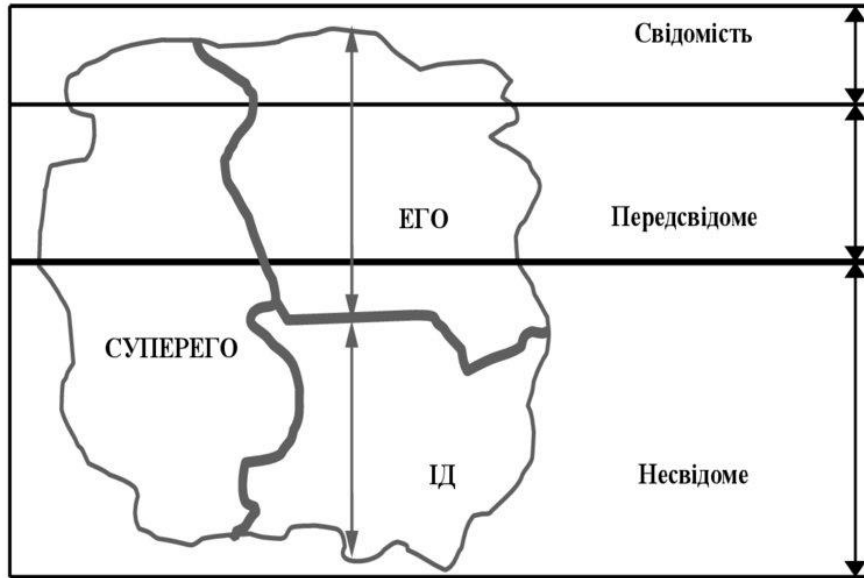 Свідомість
ЕГО
Передсвідоме
СУПЕРЕГО
ІД
Несвідоме